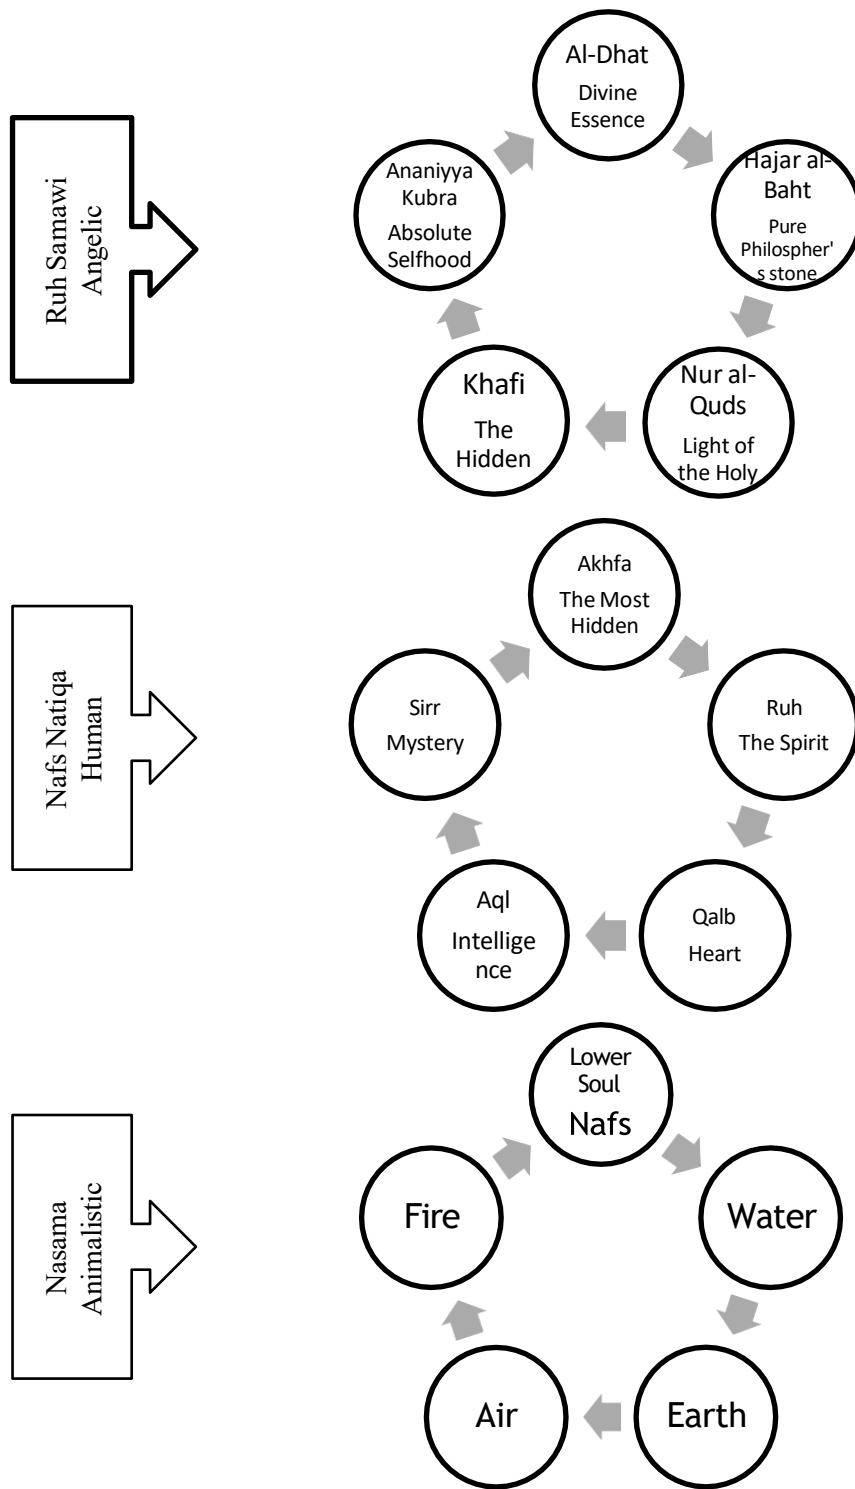 Ruh Samawi
Angelic
Al-Dhat
Divine
Essence
Hajar al-
Baht
Pure
Philospher'
s stone
Nur al-
Quds
Light of
the Holy
Khafi
The
Hidden
Ananiyya
Kubra
Absolute
Selfhood
Nafs Natiqa
Human
Akhfa
The Most
Hidden
Ruh
The Spirit
Qalb
Heart
Aql
Intellige
nce
Sirr
Mystery
Nasama
Animalistic
Lower
Soul
Nafs
Water
Earth
Air
Fire